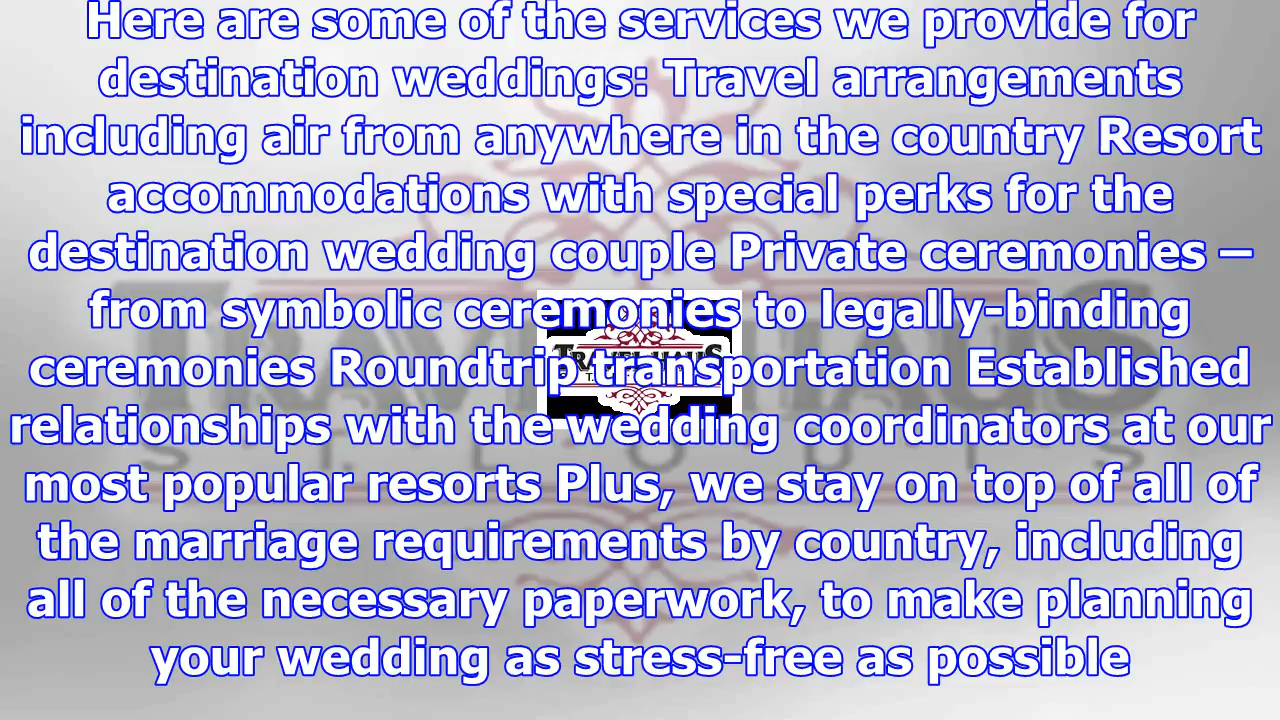 Here are some of the services we provide for
destination weddings: Travel arrangements
including air from anywhere in the country Resort
accommodations with special perks for the
destination wedding couple Private ceremonies –
from symbolic ceremonies to legally-binding
ceremonies Roundtrip transportation Established
relationships with the wedding coordinators at our
most popular resorts Plus, we stay on top of all of
the marriage requirements by country, including
all of the necessary paperwork, to make planning
your wedding as stress-free as possible
TRAVEL HAUS
ST. LOUIS